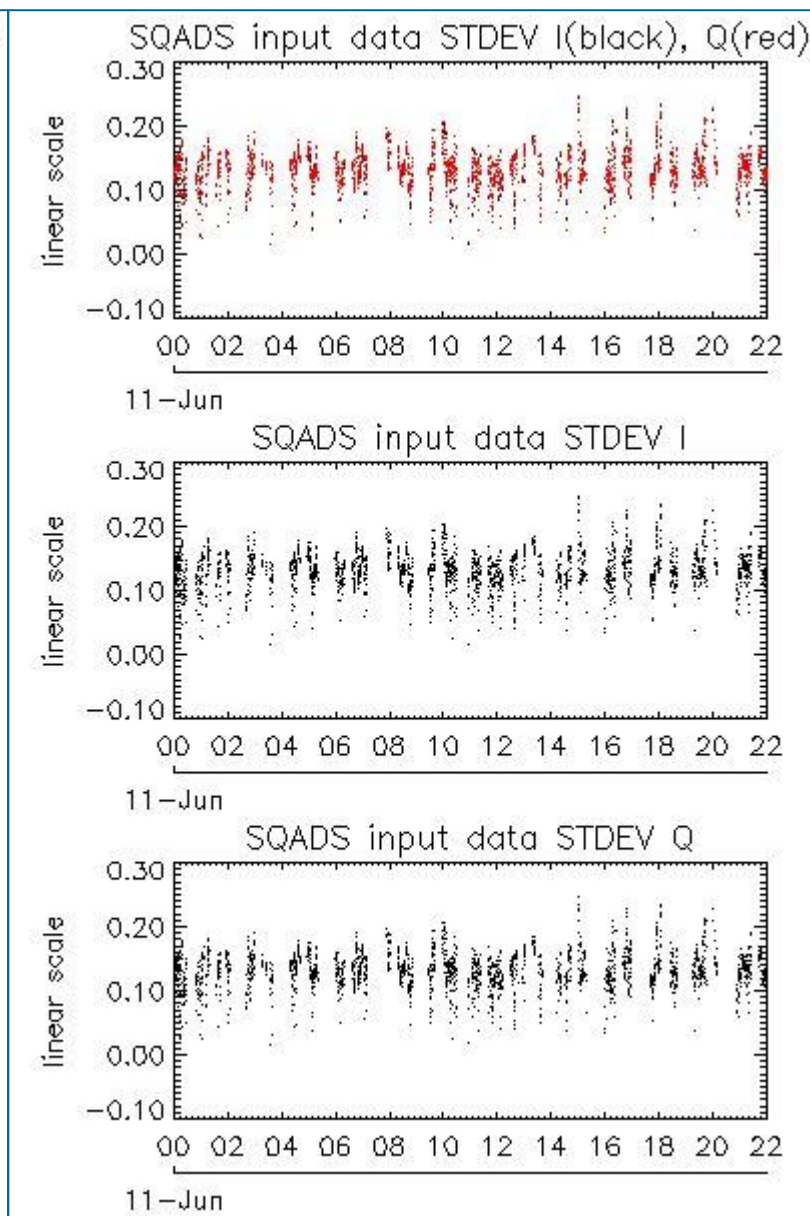 SQADS input data STDEV I(black), Q(red)
0.30
0.20
0.10
0.00
-0.10
linear scale
00 02 04 06 08 10 12 14 16 18 20 22
11-Jun
SQADS input data STDEV I
0.30
0.20
0.10
0.00
-0.10
linear scale
00 02 04 06 08 10 12 14 16 18 20 22
11-Jun
SQADS input data STDEV Q
0.30
0.20
0.10
0.00
-0.10
linear scale
00 02 04 06 08 10 12 14 16 18 20 22
11-Jun